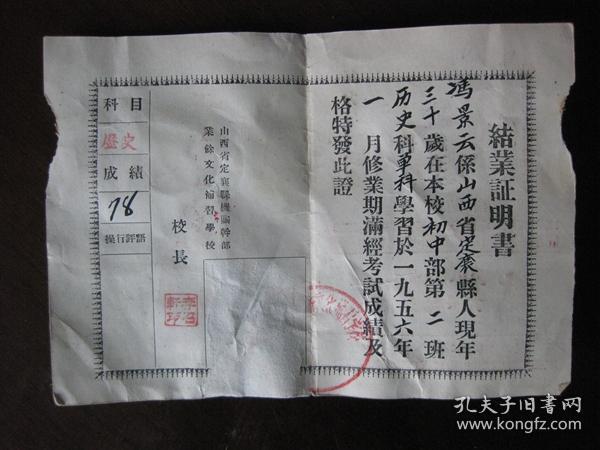 結業証明書
馮景云係山西省定襄縣人現年
三十歲在本校初中部第二班
历史科單科學習於一九五六年
一月修業期滿經考試成績及
格特發此證
山西省定襄縣機關幹部
業餘文化補習學校
校長
科目
歷史
成績
78
操行評語
孔夫子旧書网
www.kongfz.com